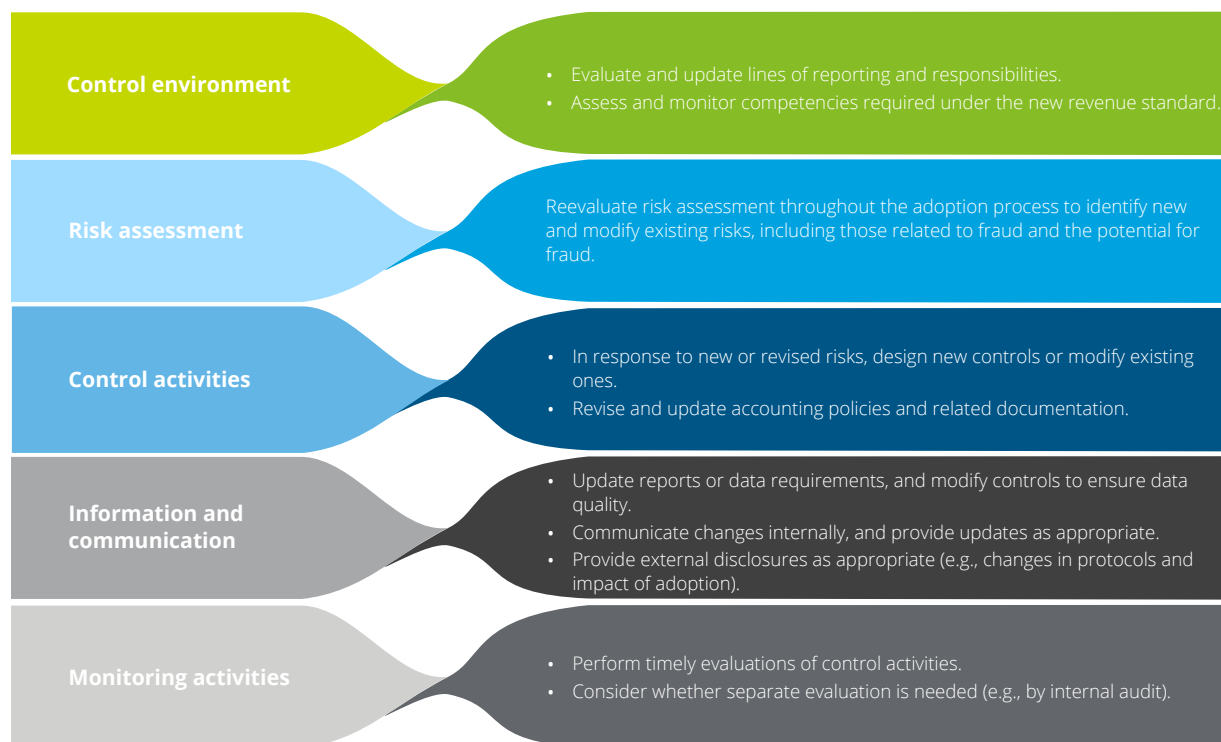 Control environment
• Evaluate and update lines of reporting and responsibilities.
• Assess and monitor competencies required under the new revenue standard.
Risk assessment
Reevaluate risk assessment throughout the adoption process to identify new
and modify existing risks, including those related to fraud and the potential for
fraud.
Control activities
• In response to new or revised risks, design new controls or modify existing
ones.
• Revise and update accounting policies and related documentation.
Information and
communication
• Update reports or data requirements, and modify controls to ensure data
quality.
• Communicate changes internally, and provide updates as appropriate.
• Provide external disclosures as appropriate (e.g., changes in protocols and
impact of adoption).
Monitoring activities
• Perform timely evaluations of control activities.
• Consider whether separate evaluation is needed (e.g., by internal audit).